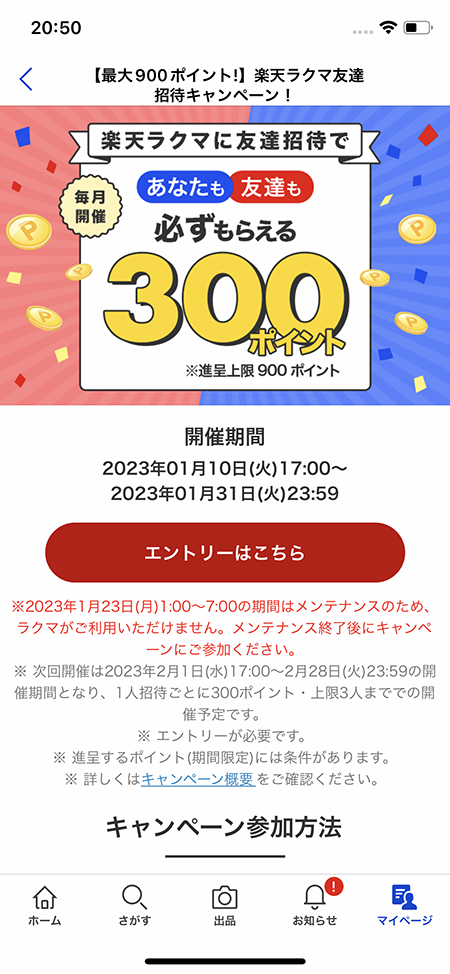 20:50
【最大900ポイント!】楽天ラクマ友達
招待キャンペーン！
楽天ラクマに友達招待で
毎月
開催
あなたも 友達も
必ずもらえる
300
ポイント
※進呈上限 900 ポイント
開催期間
2023年01月10日(火)17:00〜
2023年01月31日(火)23:59
エントリーはこちら
※2023年1月23日(月)1:00〜7:00の期間はメンテナンスのため、
ラクマがご利用いただけません。メンテナンス終了後にキャンペ
ーンにご参加ください。
※ 次回開催は2023年2月1日(水)17:00〜2月28日(火)23:59の開
催期間となり、1人招待ごとに300ポイント・上限3人まででの開
催予定です。
※ エントリーが必要です。
※ 進呈するポイント(期間限定)には条件があります。
※ 詳しくはキャンペーン概要 をご確認ください。
キャンペーン参加方法
ホーム さがす 出品 お知らせ マイページ